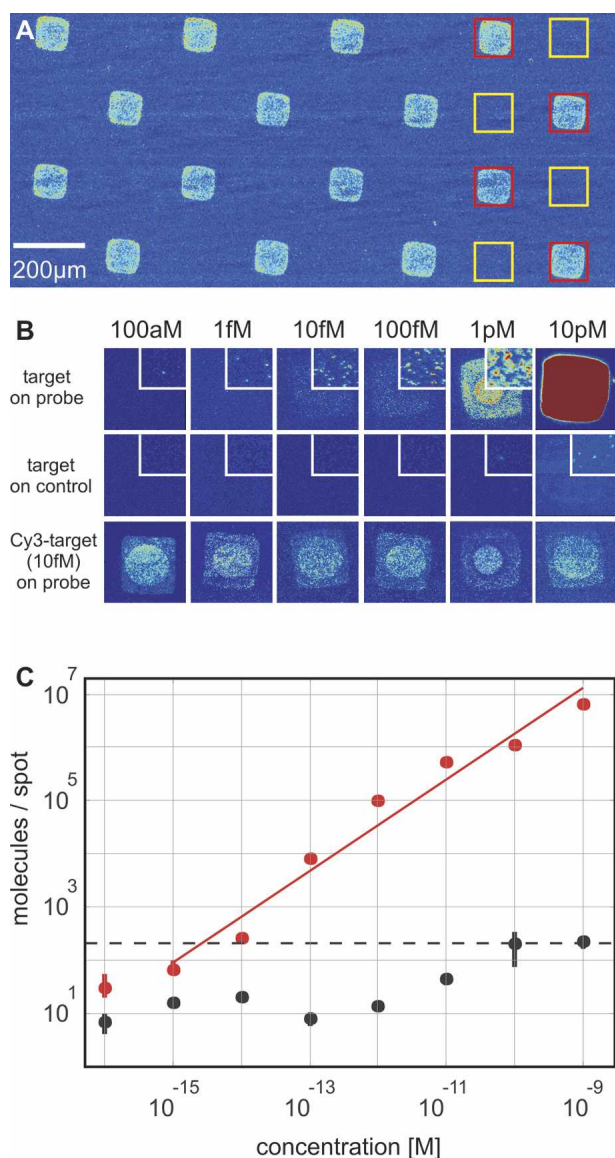 A
200µm
B
100aM 1fM 10fM 100fM 1pM 10pM
target
on probe
target
on control
Cy3-target
(10fM)
on probe
C
molecules / spot
10^7
10^5
10^3
10^1
10^-15 10^-13 10^-11 10^-9
concentration [M]